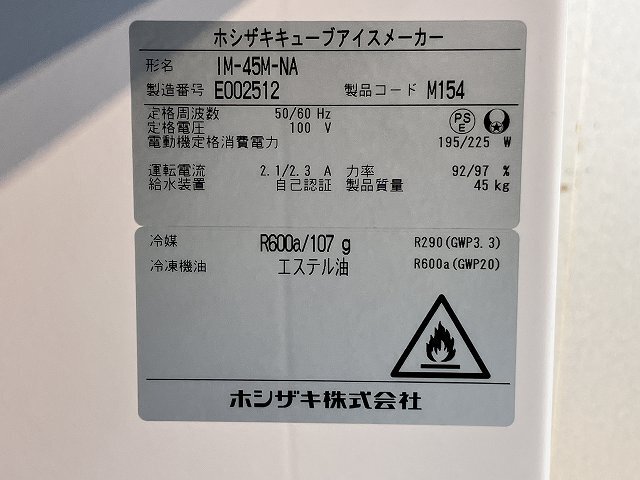 ホシザキキューブアイスメーカー
形名 IM-45M-NA
製造番号 E002512 製品コード M154
定格周波数 50/60 Hz
定格電圧 100 V
電動機定格消費電力 195/225 W
PS E
運転電流 2.1/2.3 A 力率 92/97 %
給水装置 自己認証 製品質量 45 kg
冷媒 R600a/107 g R290(GWP3.3)
冷凍機油 エステル油 R600a(GWP20)
ホシザキ株式会社